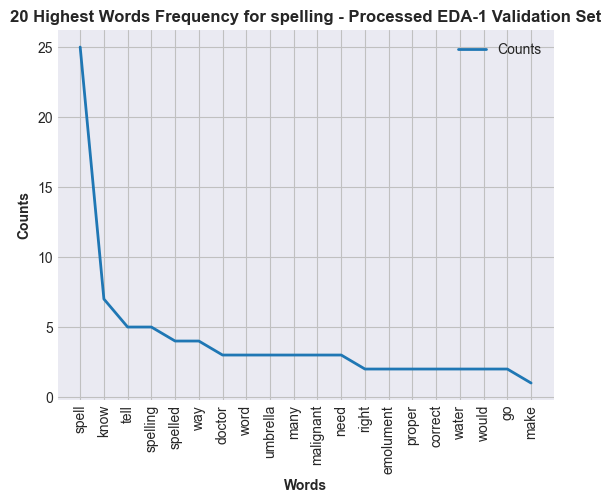 20 Highest Words Frequency for spelling - Processed EDA-1 Validation Set
Counts
25
20
15
10
5
0
Counts
spell
know
tell
spelling
spelled
way
doctor
word
umbrella
many
malignant
need
right
emolument
proper
correct
water
would
go
make
Words